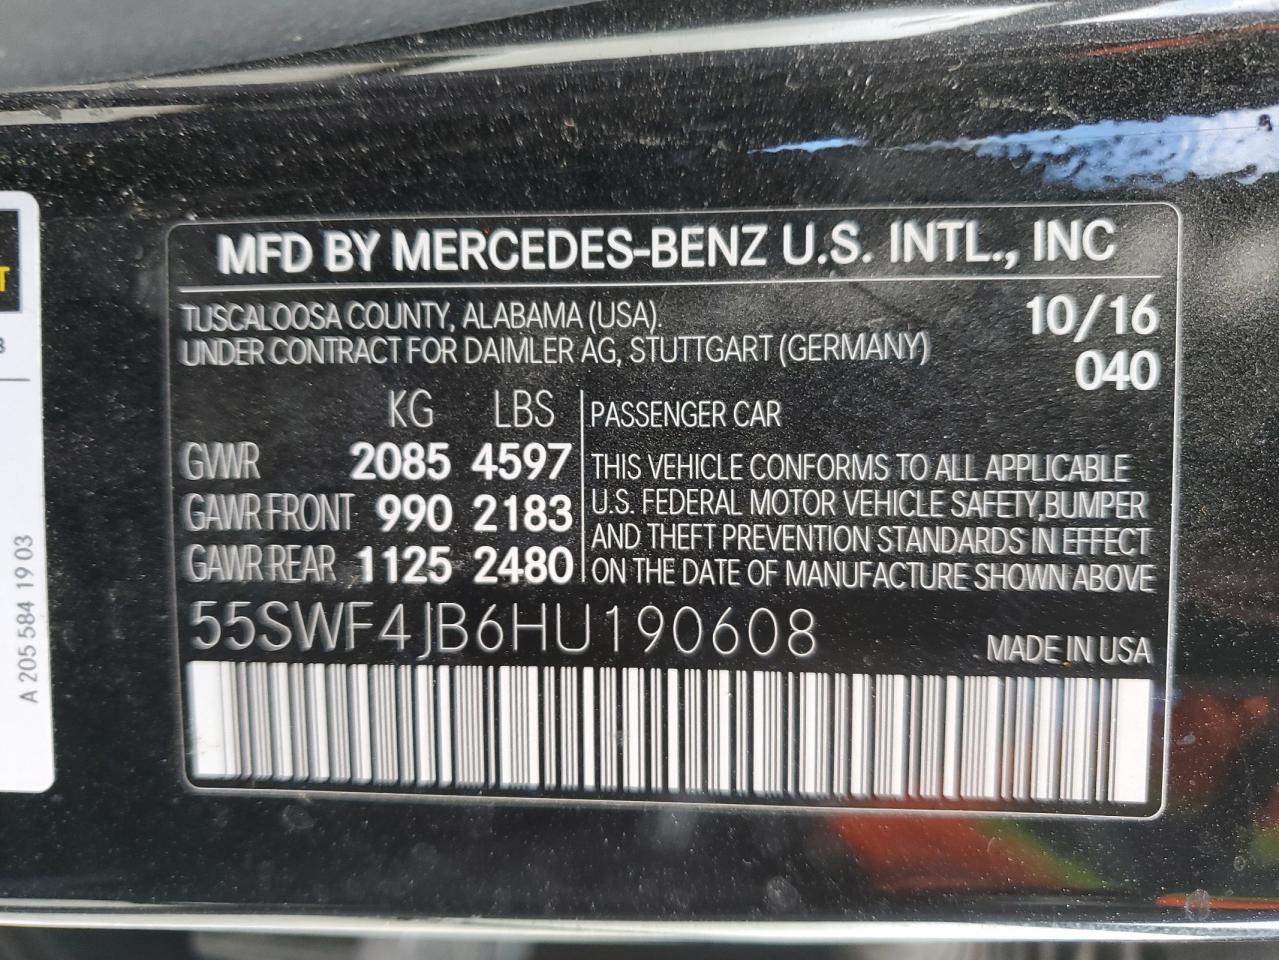 MFD BY MERCEDES-BENZ U.S. INTL., INC
TUSCALOOSA COUNTY, ALABAMA (USA). 10/16
UNDER CONTRACT FOR DAIMLER AG, STUTTGART (GERMANY) 040
KG LBS PASSENGER CAR
GVWR 2085 4597 THIS VEHICLE CONFORMS TO ALL APPLICABLE
U.S. FEDERAL MOTOR VEHICLE SAFETY, BUMPER
GAWR FRONT 990 2183 AND THEFT PREVENTION STANDARDS IN EFFECT
GAWR REAR 1125 2480 ON THE DATE OF MANUFACTURE SHOWN ABOVE
55SWF4JB6HU190608 MADE IN USA
A 205 584 19 03